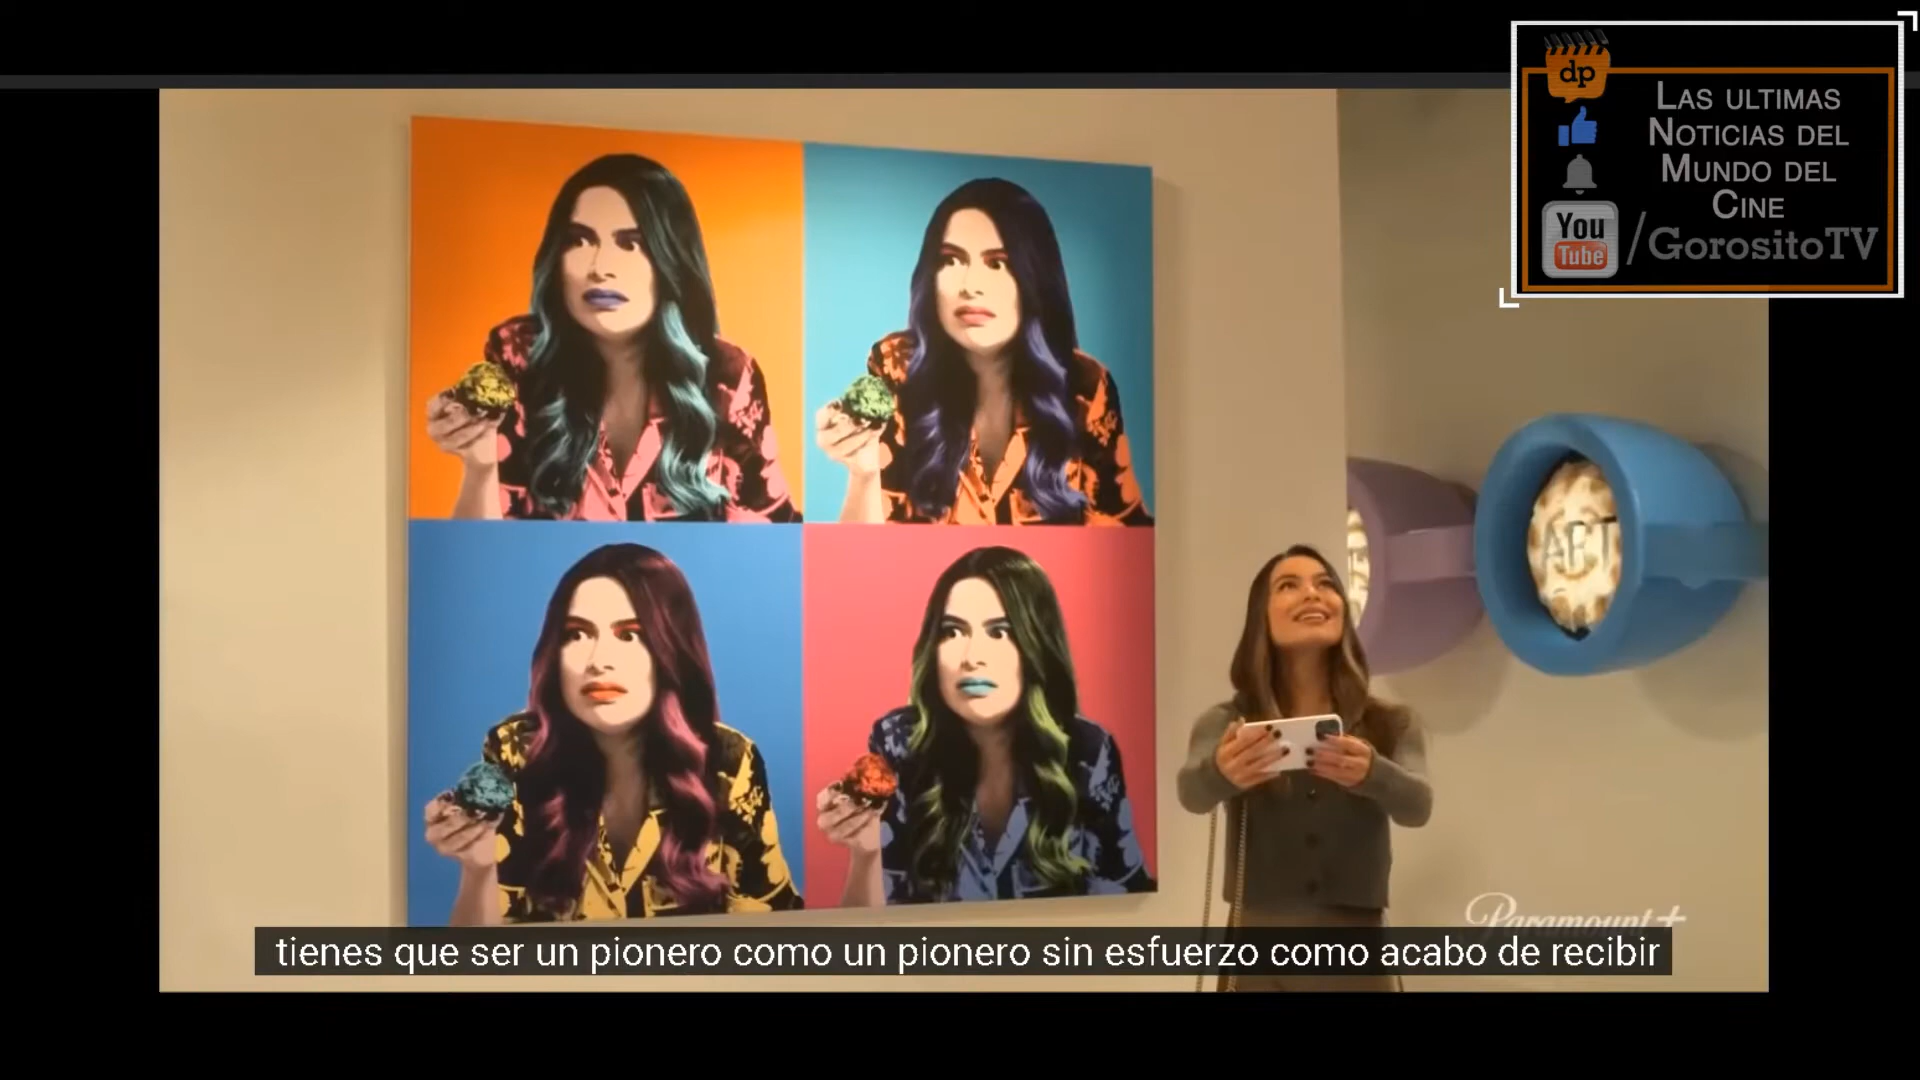 dp
LAS ULTIMAS
NOTICIAS DEL
MUNDO DEL
CINE
You
Tube
/GorositoTV
ART
Paramount+
tienes que ser un pionero como un pionero sin esfuerzo como acabo de recibir